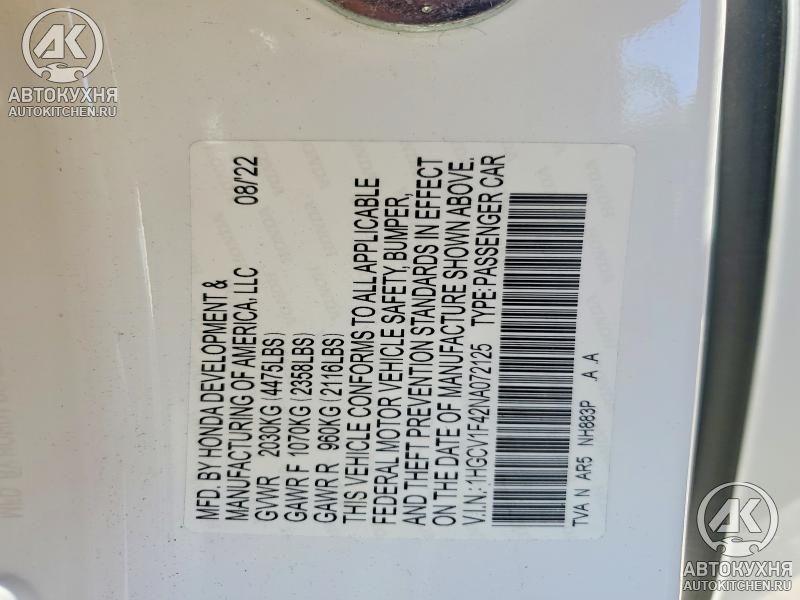 AK
АВТОКУХНЯ
AUTOKITCHEN.RU
MFD. BY HONDA DEVELOPMENT &
MANUFACTURING OF AMERICA, LLC 08/'22
GVWR 2030KG (4475LBS)
GAWR F 1070KG (2358LBS)
GAWR R 960KG (2116LBS)
THIS VEHICLE CONFORMS TO ALL APPLICABLE
FEDERAL MOTOR VEHICLE SAFETY, BUMPER,
AND THEFT PREVENTION STANDARDS IN EFFECT
ON THE DATE OF MANUFACTURE SHOWN ABOVE.
V.I.N.: 1HGCV1F42NA072125 TYPE:PASSENGER CAR
TVA N AR5 NH883P .A .A
AK
АВТОКУХНЯ
AUTOKITCHEN.RU